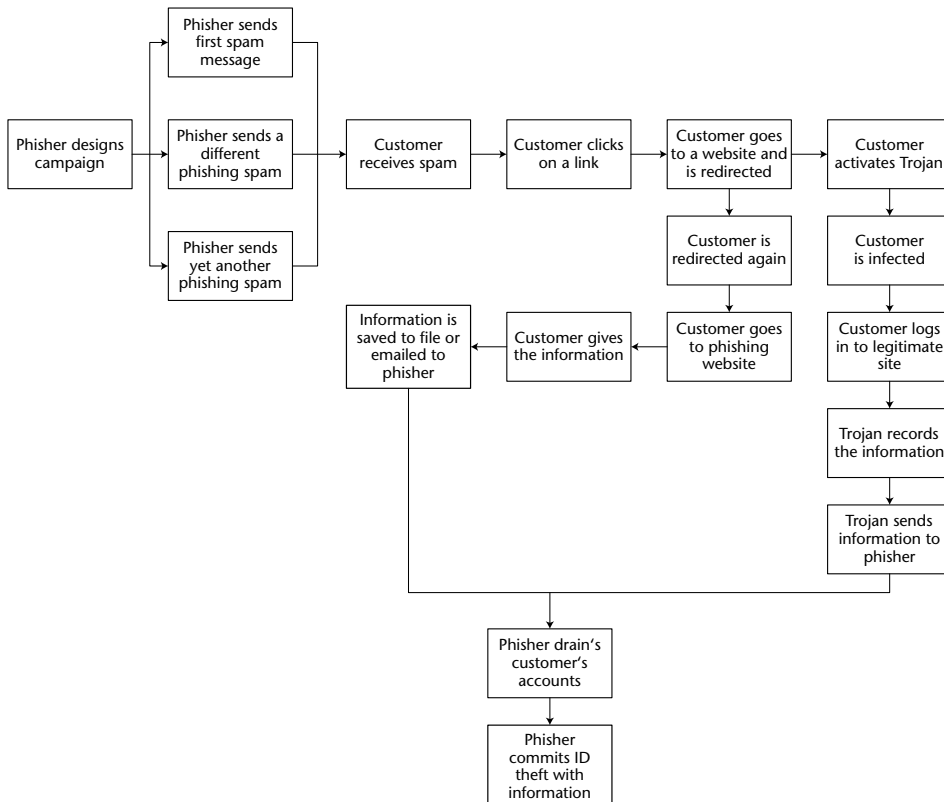 Phisher sends
first spam
message
Phisher designs
campaign
Phisher sends a
different
phishing spam
Customer
receives spam
Customer clicks
on a link
Customer goes
to a website and
is redirected
Customer
activates Trojan
Phisher sends
yet another
phishing spam
Customer is
redirected again
Customer
is infected
Information is
saved to file or
emailed to
phisher
Customer gives
the information
Customer goes
to phishing
website
Customer logs
in to legitimate
site
Trojan records
the information
Trojan sends
information to
phisher
Phisher drain‘s
customer‘s
accounts
Phisher
commits ID
theft with
information